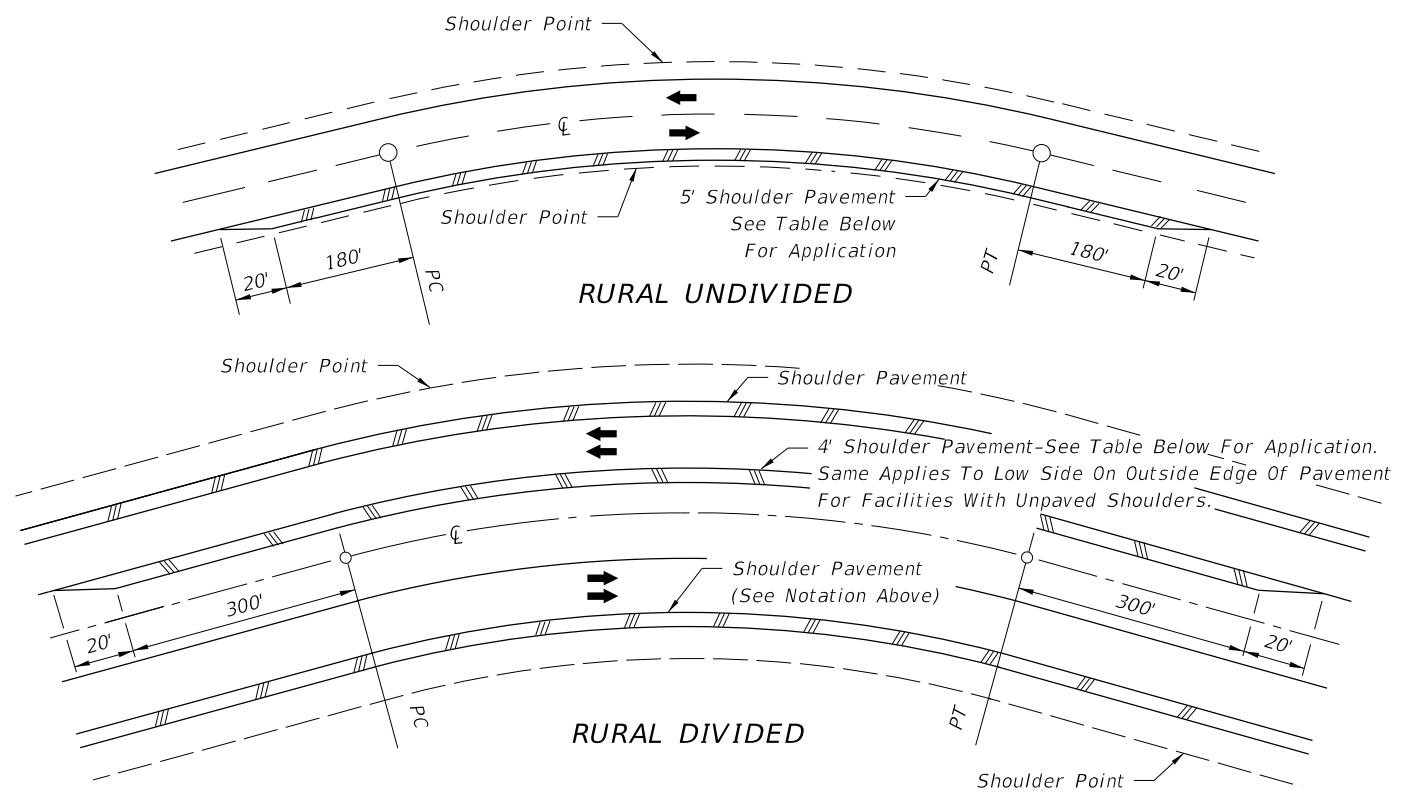 Shoulder Point
℄
Shoulder Point
5' Shoulder Pavement
See Table Below
For Application
20'
180'
PC
PT
180'
20'
RURAL UNDIVIDED
Shoulder Point
Shoulder Pavement
4' Shoulder Pavement-See Table Below For Application.
Same Applies To Low Side On Outside Edge Of Pavement
For Facilities With Unpaved Shoulders.
℄
Shoulder Pavement
(See Notation Above)
20'
300'
300'
20'
PC
PT
RURAL DIVIDED
Shoulder Point